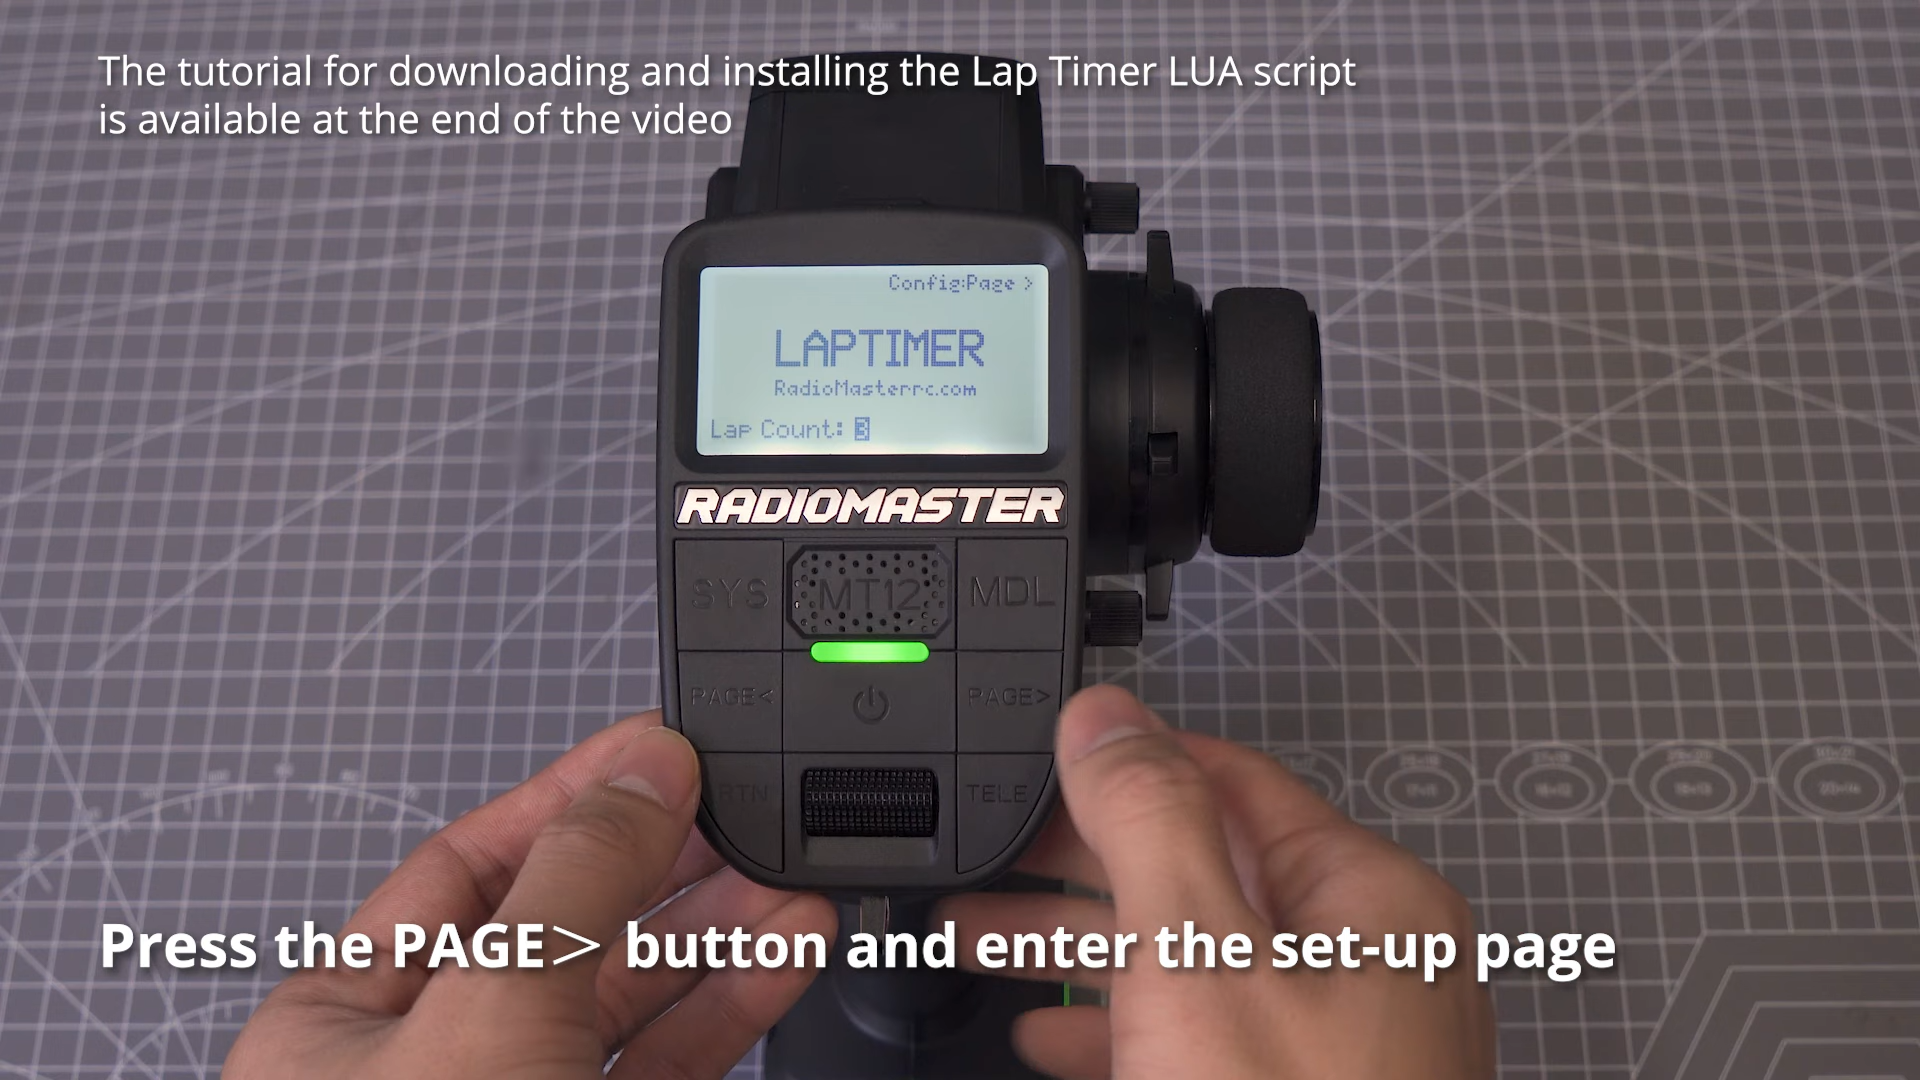 The tutorial for downloading and installing the Lap Timer LUA script
is available at the end of the video
Config:Page >
LAPTIMER
RadioMasterrc.com
Lap Count: 3
RADIOMASTER
SYS MT12 MDL
PAGE< PAGE>
RTN TELE
Press the PAGE> button and enter the set-up page